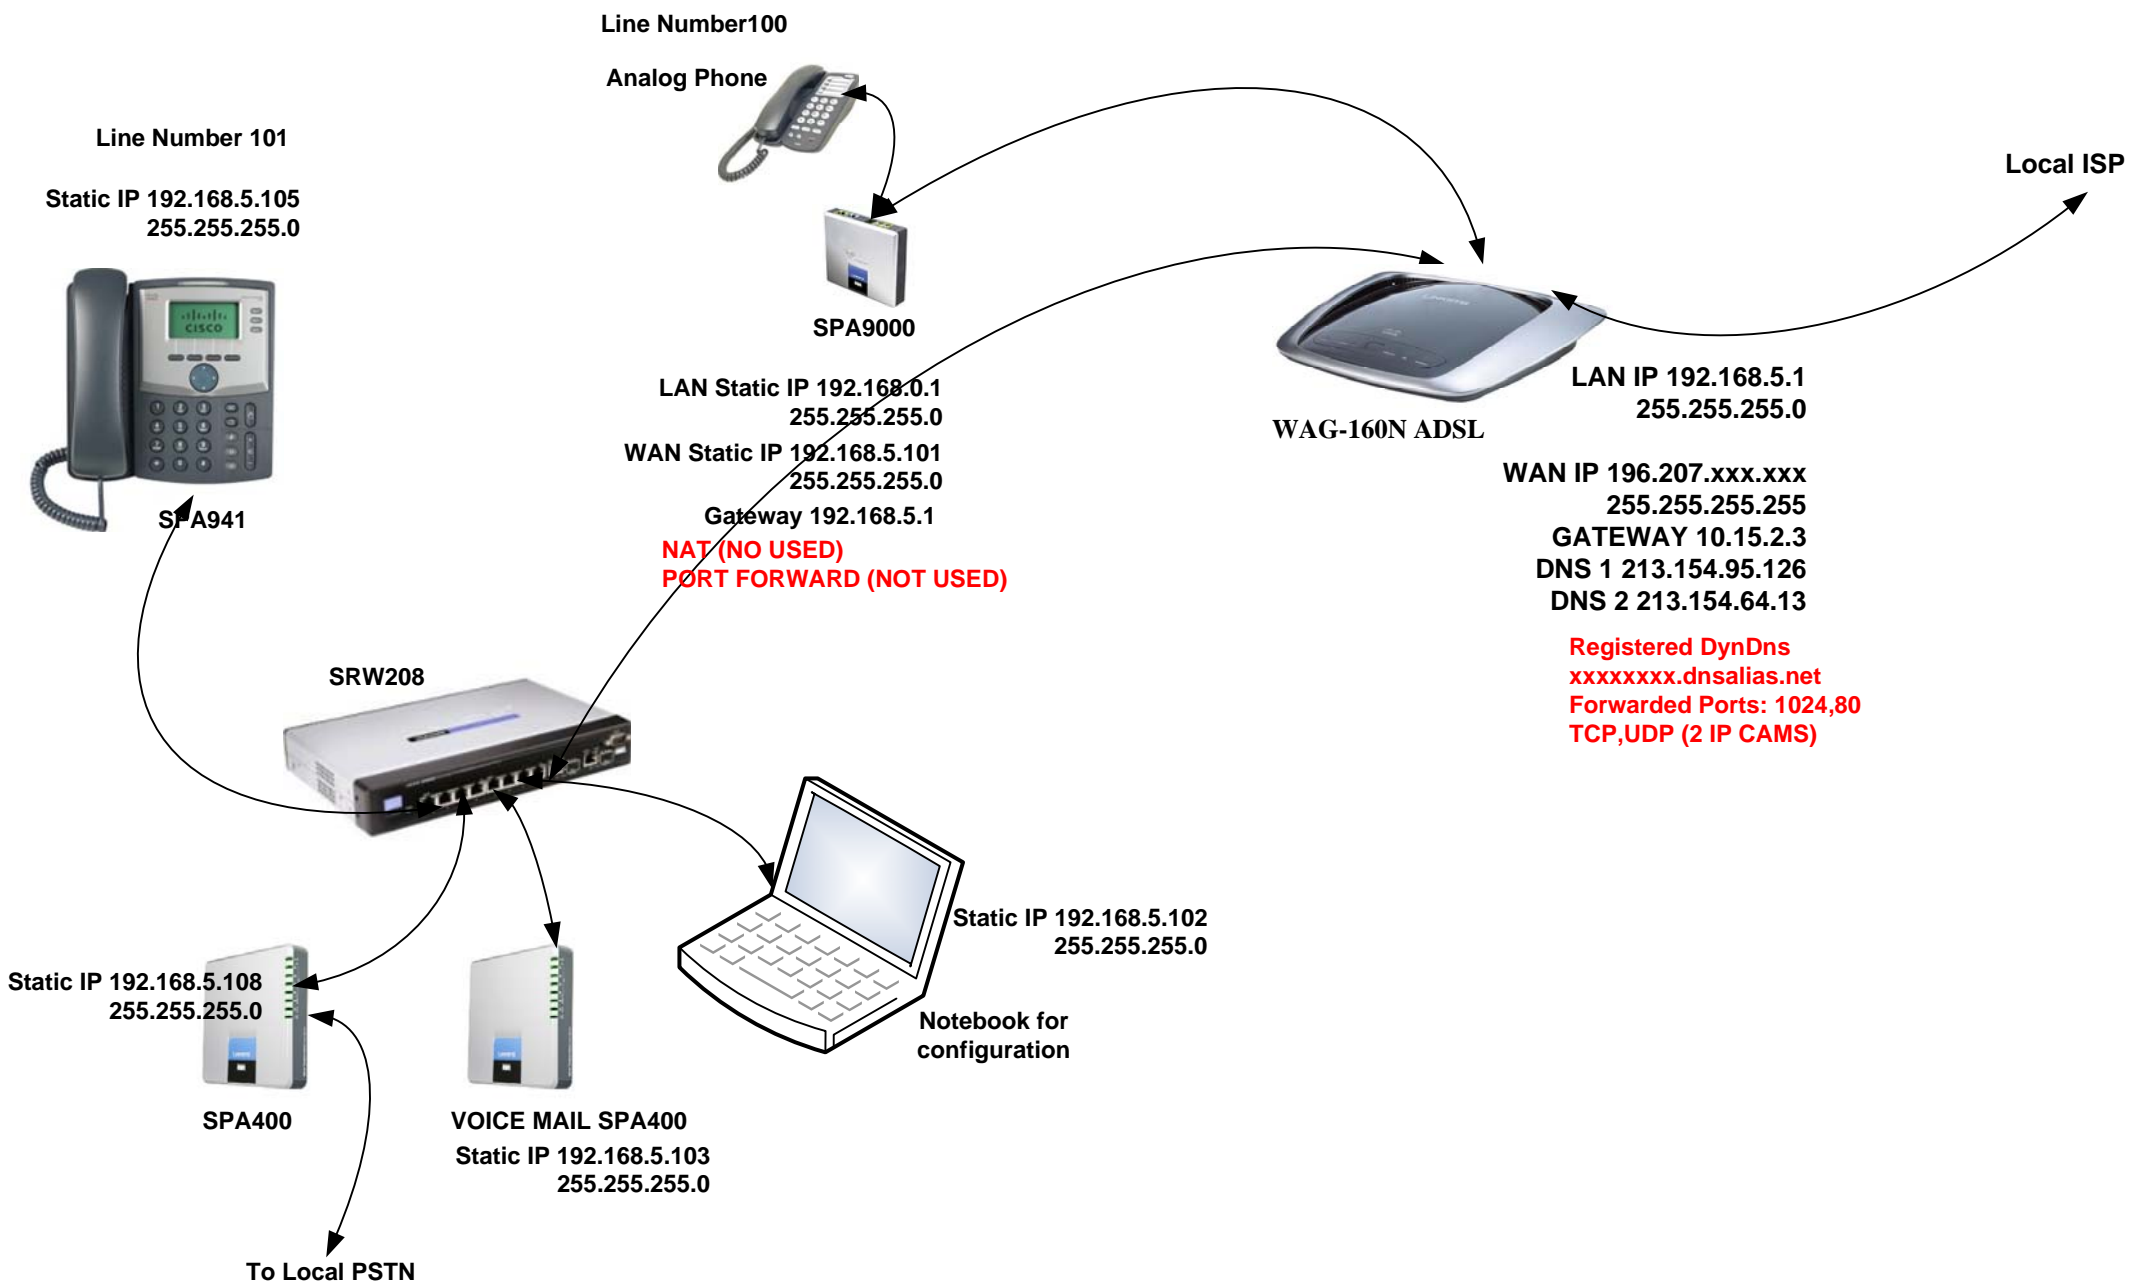 Line Number100
Analog Phone
Line Number 101
Static IP 192.168.5.105
255.255.255.0
CISCO
SPA941
SPA9000
LAN Static IP 192.168.0.1
255.255.255.0
WAN Static IP 192.168.5.101
255.255.255.0
Gateway 192.168.5.1
NAT (NO USED)
PORT FORWARD (NOT USED)
Local ISP
WAG-160N ADSL
LAN IP 192.168.5.1
255.255.255.0
WAN IP 196.207.xxx.xxx
255.255.255.255
GATEWAY 10.15.2.3
DNS 1 213.154.95.126
DNS 2 213.154.64.13
Registered DynDns
xxxxxxxx.dnsalias.net
Forwarded Ports: 1024,80
TCP,UDP (2 IP CAMS)
SRW208
Static IP 192.168.5.102
255.255.255.0
Notebook for
configuration
Static IP 192.168.5.108
255.255.255.0
SPA400
VOICE MAIL SPA400
Static IP 192.168.5.103
255.255.255.0
To Local PSTN